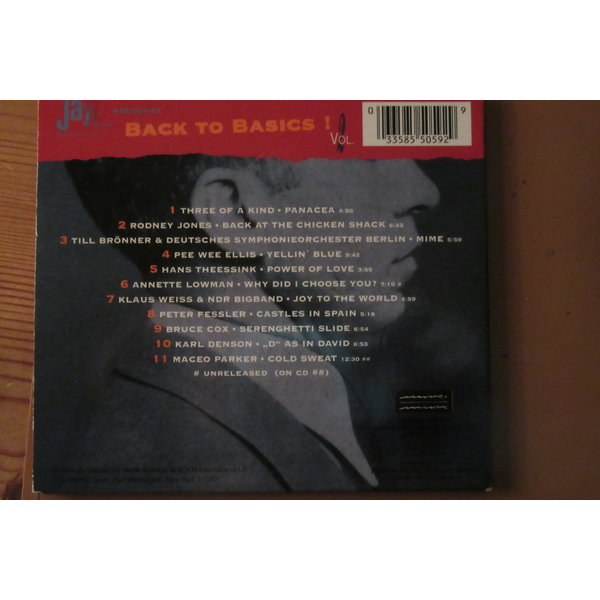 Jazz
PRESENTS
BACK TO BASICS !
VOL.
0 33585 50592 9
1 THREE OF A KIND • PANACEA 4:50
2 RODNEY JONES • BACK AT THE CHICKEN SHACK 5:42
3 TILL BRÖNNER & DEUTSCHES SYMPHONIEORCHESTER BERLIN • MIME 5:59
4 PEE WEE ELLIS • YELLIN´ BLUE 9:42
5 HANS THEESSINK • POWER OF LOVE 3:55
6 ANNETTE LOWMAN • WHY DID I CHOOSE YOU? 7:10 #
7 KLAUS WEISS & NDR BIGBAND • JOY TO THE WORLD 4:59
8 PETER FESSLER • CASTLES IN SPAIN 5:18
9 BRUCE COX • SERENGHETTI SLIDE 6:54
10 KARL DENSON • „D“ AS IN DAVID 6:53
11 MACEO PARKER • COLD SWEAT 12:30 ##
# UNRELEASED (ON CD ##)